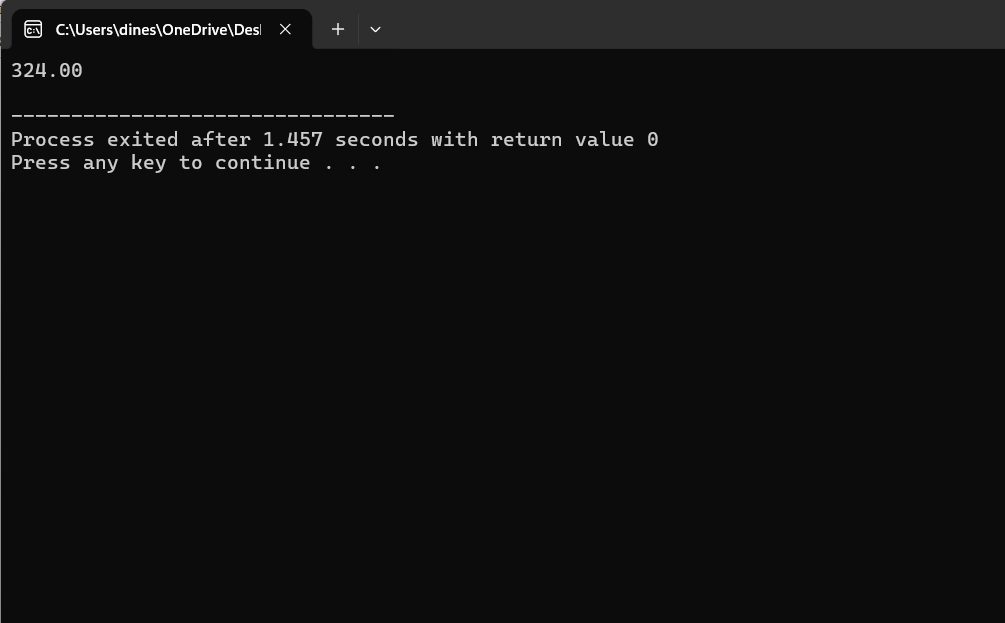 C:\Users\dines\OneDrive\Des
324.00
--------------------------------
Process exited after 1.457 seconds with return value 0
Press any key to continue . . .